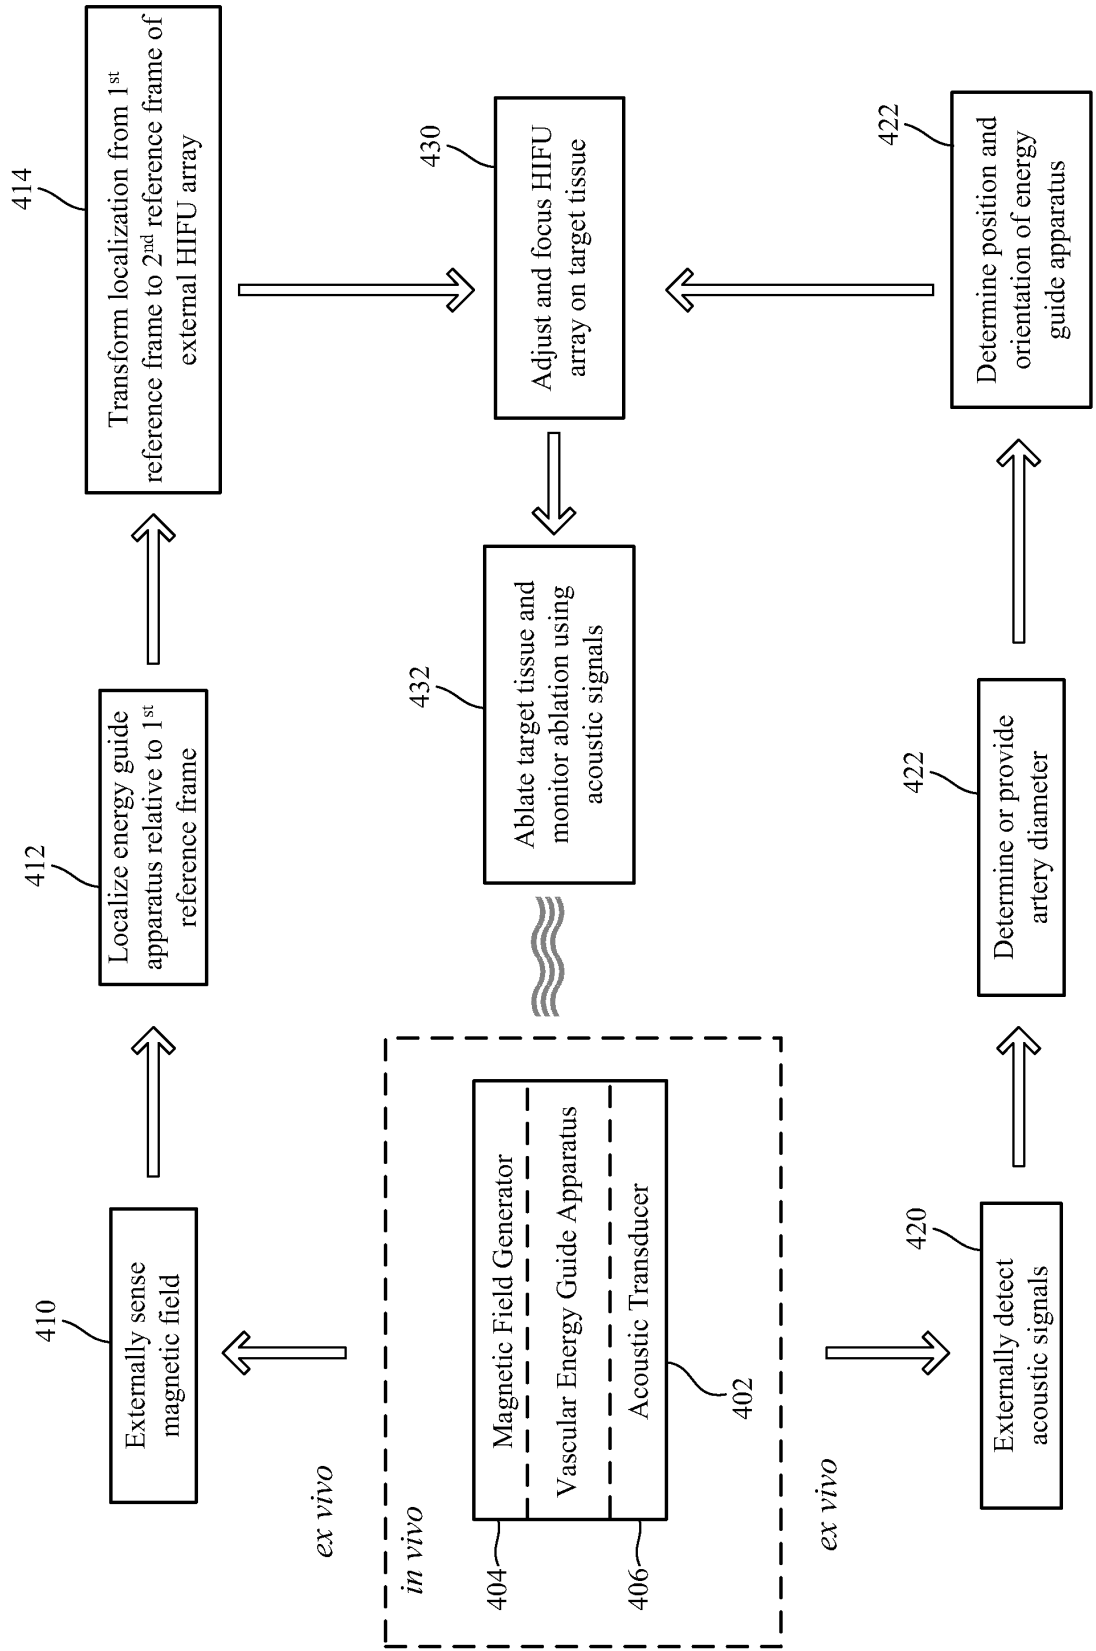 410
Externally sense
magnetic field
412
Localize energy guide
apparatus relative to 1st
reference frame
414
Transform localization from 1st
reference frame to 2nd reference frame of
external HIFU array
ex vivo
in vivo
404
Magnetic Field Generator
Vascular Energy Guide Apparatus
406
Acoustic Transducer
402
432
Ablate target tissue and
monitor ablation using
acoustic signals
430
Adjust and focus HIFU
array on target tissue
ex vivo
420
Externally detect
acoustic signals
422
Determine or provide
artery diameter
422
Determine position and
orientation of energy
guide apparatus